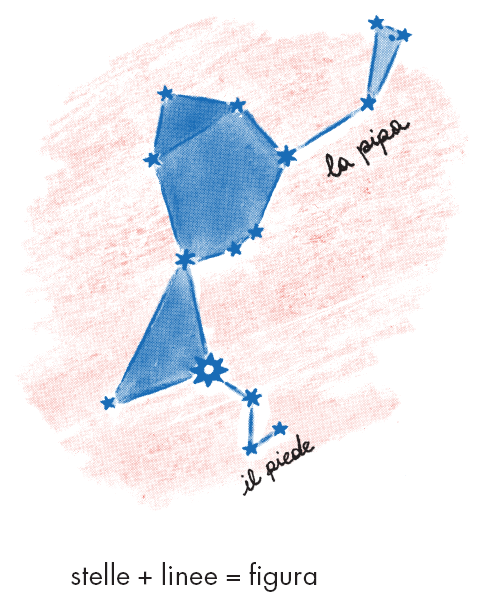 la pipa
il piede
stelle + linee = figura